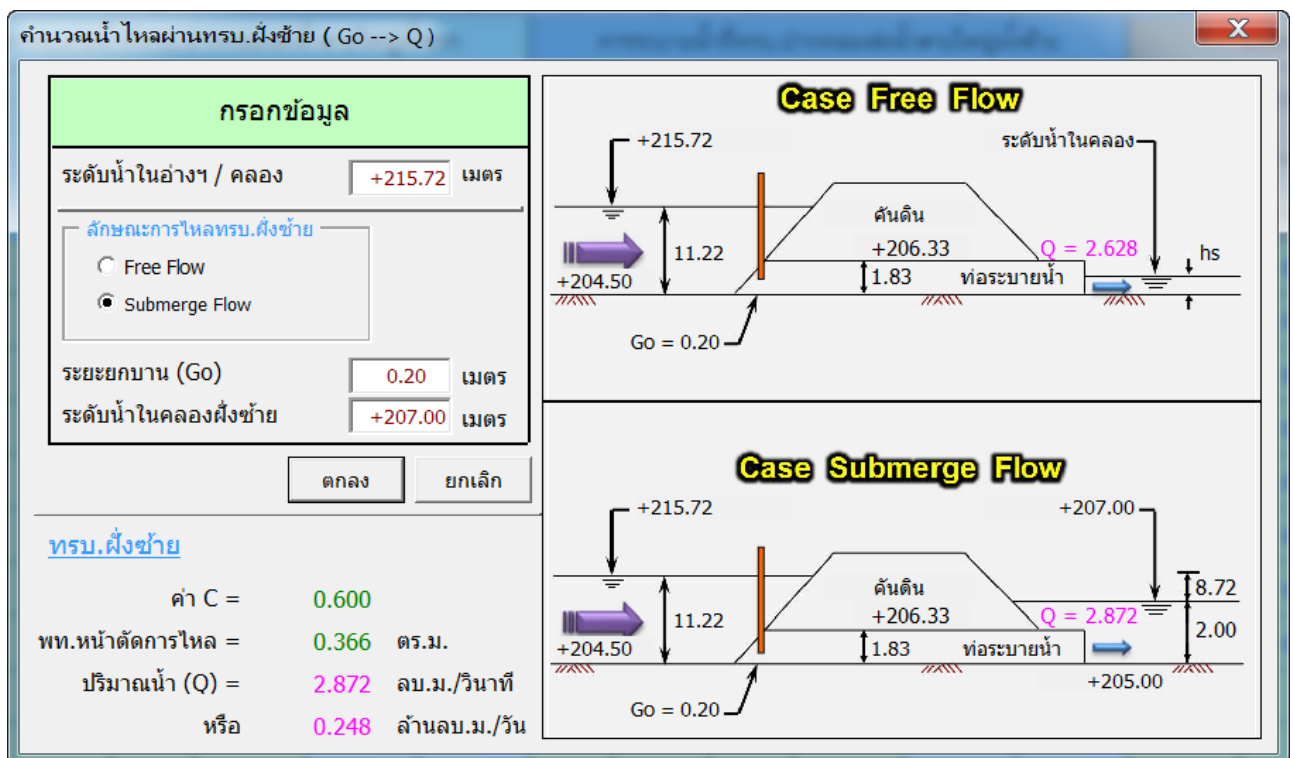 คำนวณน้ำไหลผ่านทรบ.ฝั่งซ้าย ( Go --> Q )
X
กรอกข้อมูล
ระดับน้ำในอ่างฯ / คลอง +215.72 เมตร
ลักษณะการไหลทรบ.ฝั่งซ้าย
Free Flow
Submerge Flow
ระยะยกบาน (Go) 0.20 เมตร
ระดับน้ำในคลองฝั่งซ้าย +207.00 เมตร
ตกลง ยกเลิก
ทรบ.ฝั่งซ้าย
ค่า C = 0.600
พท.หน้าตัดการไหล = 0.366 ตร.ม.
ปริมาณน้ำ (Q) = 2.872 ลบ.ม./วินาที
หรือ 0.248 ล้านลบ.ม./วัน
Case Free Flow
+215.72 ระดับน้ำในคลอง
คันดิน
11.22 +206.33 Q = 2.628 hs
+204.50 1.83 ท่อระบายน้ำ
Go = 0.20
Case Submerge Flow
+215.72 +207.00
คันดิน 8.72
11.22 +206.33 Q = 2.872 2.00
+204.50 1.83 ท่อระบายน้ำ
+205.00
Go = 0.20